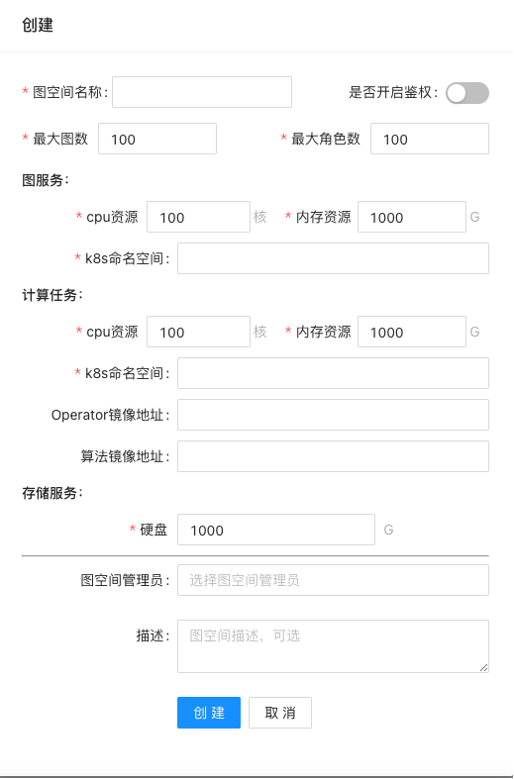 创建
* 图空间名称： 是否开启鉴权：
* 最大图数 100 * 最大角色数 100
图服务：
* cpu资源 100 核 * 内存资源 1000 G
* k8s命名空间：
计算任务：
* cpu资源 100 核 * 内存资源 1000 G
* k8s命名空间：
Operator镜像地址：
算法镜像地址：
存储服务：
* 硬盘 1000 G
图空间管理员： 选择图空间管理员
描述： 图空间描述，可选
创 建 取 消